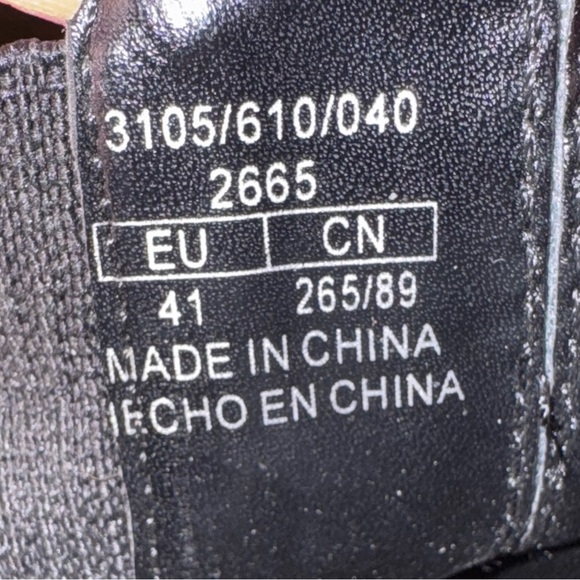 3105/610/040
2665
EU CN
41 265/89
MADE IN CHINA
HECHO EN CHINA